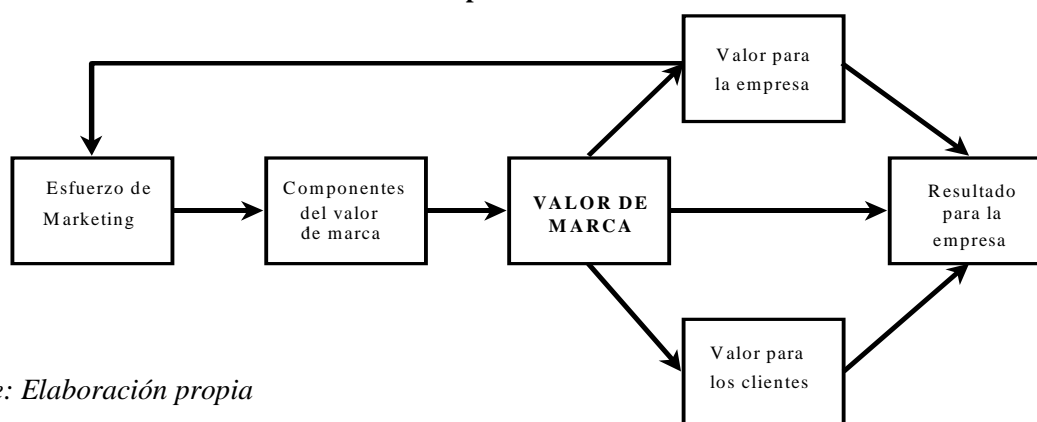 Valor para
la empresa
Esfuerzo de
Marketing
Componentes
del valor
de marca
VALOR DE
MARCA
Resultado
para la
empresa
Valor para
los clientes
Elaboración propia